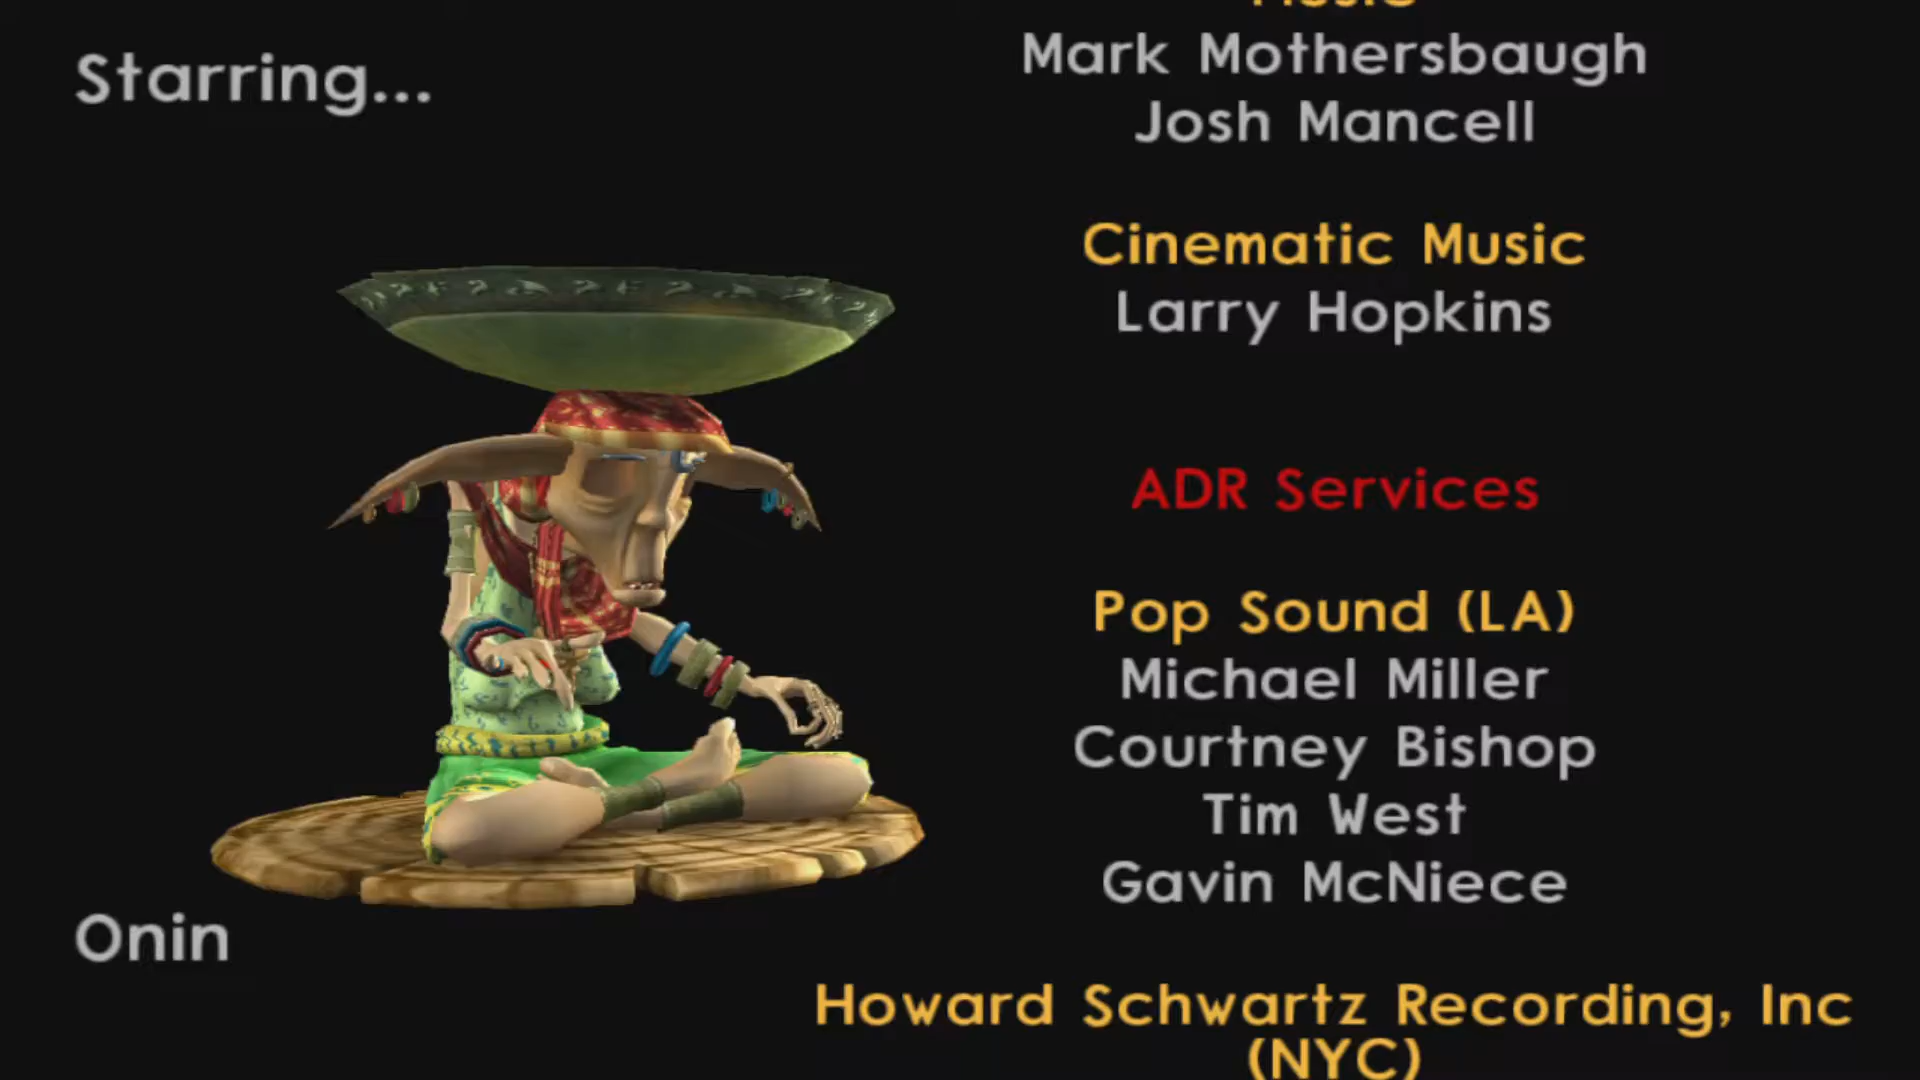 Starring...
Music
Mark Mothersbaugh
Josh Mancell
Cinematic Music
Larry Hopkins
ADR Services
Pop Sound (LA)
Michael Miller
Courtney Bishop
Tim West
Gavin McNiece
Onin
Howard Schwartz Recording, Inc
(NYC)